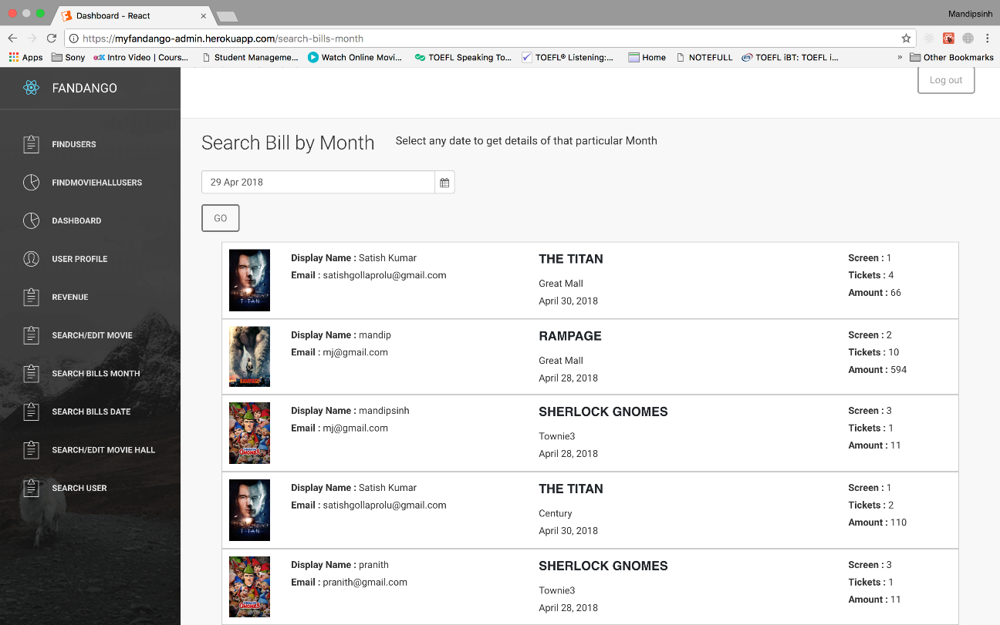 Dashboard - React
Mandipsinh
https://myfandango-admin.herokuapp.com/search-bills-month
Apps Sony Intro Video | Cours... Student Manageme... Watch Online Movi... TOEFL Speaking To... TOEFL® Listening:... Home NOTEFULL TOEFL iBT: TOEFL i... » Other Bookmarks
FANDANGO
Log out
FINDUSERS
FINDMOVIEHALLUSERS
DASHBOARD
USER PROFILE
REVENUE
SEARCH/EDIT MOVIE
SEARCH BILLS MONTH
SEARCH BILLS DATE
SEARCH/EDIT MOVIE HALL
SEARCH USER
Search Bill by Month Select any date to get details of that particular Month
29 Apr 2018
GO
TITAN
Display Name : Satish Kumar
Email : satishgollaprolu@gmail.com
THE TITAN
Great Mall
April 30, 2018
Screen : 1
Tickets : 4
Amount : 66
RAMPAGE
Display Name : mandip
Email : mj@gmail.com
RAMPAGE
Great Mall
April 28, 2018
Screen : 2
Tickets : 10
Amount : 594
SHERLOCK
GNOMES
Display Name : mandipsinh
Email : mj@gmail.com
SHERLOCK GNOMES
Townie3
April 28, 2018
Screen : 3
Tickets : 1
Amount : 11
TITAN
Display Name : Satish Kumar
Email : satishgollaprolu@gmail.com
THE TITAN
Century
April 30, 2018
Screen : 1
Tickets : 2
Amount : 110
SHERLOCK
GNOMES
Display Name : pranith
Email : pranith@gmail.com
SHERLOCK GNOMES
Townie3
April 28, 2018
Screen : 3
Tickets : 1
Amount : 11